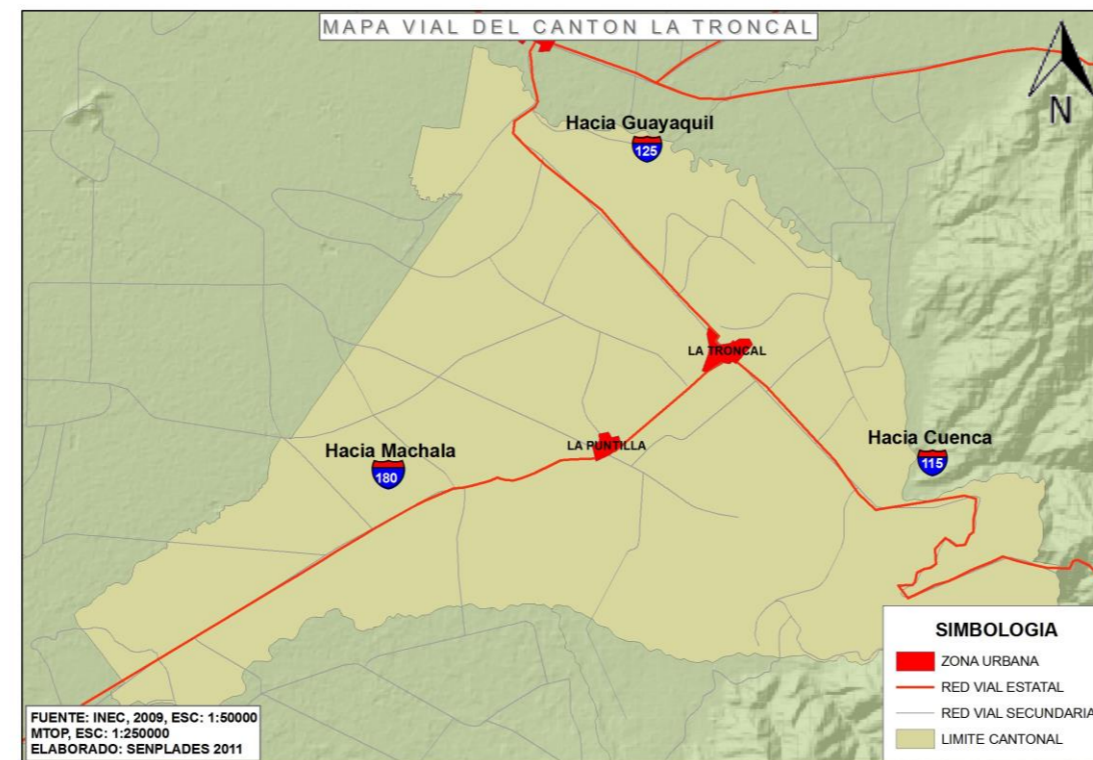 MAPA VIAL DEL CANTON LA TRONCAL
N
Hacia Guayaquil
125
LA TRONCAL
LA PUNTILLA
Hacia Machala
180
Hacia Cuenca
115
SIMBOLOGIA
ZONA URBANA
RED VIAL ESTATAL
RED VIAL SECUNDARIA
LIMITE CANTONAL
FUENTE: INEC, 2009, ESC: 1:50000
MTOP, ESC: 1:250000
ELABORADO: SENPLADES 2011